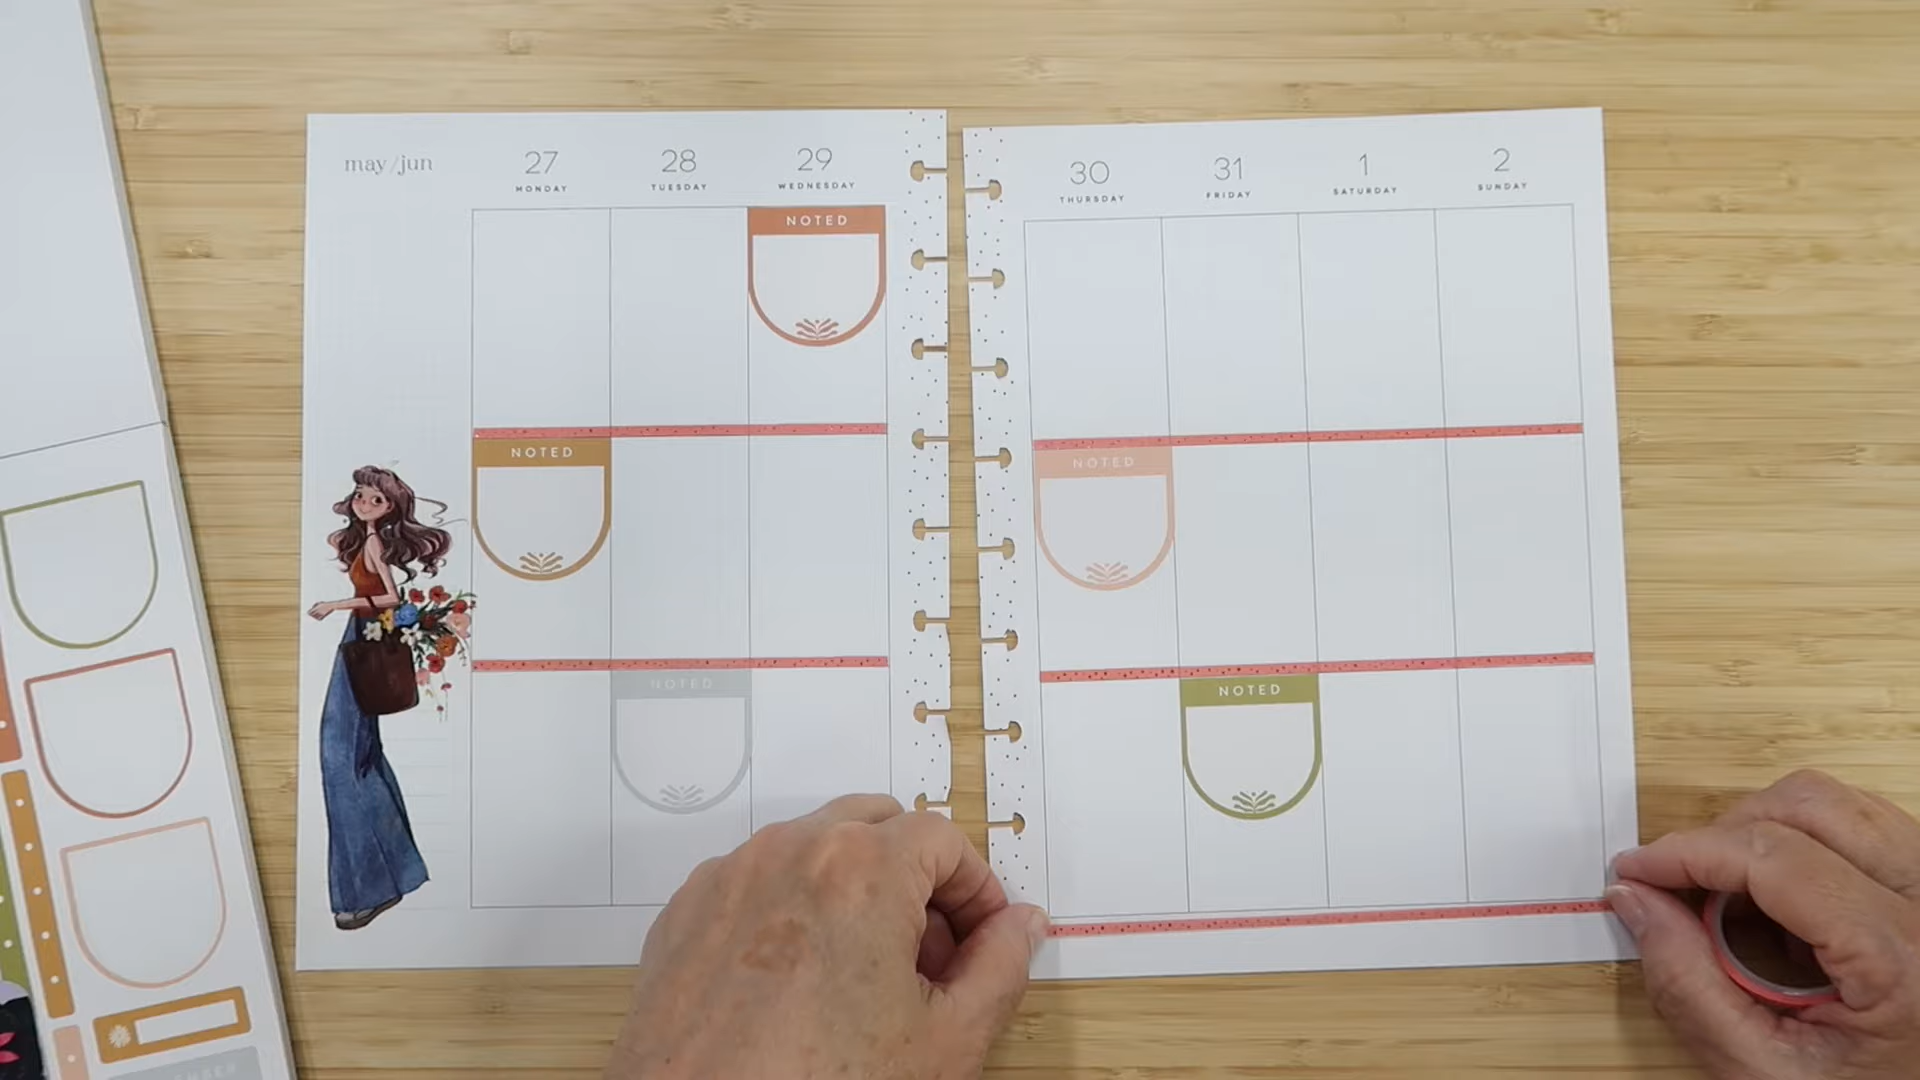 may/jun
27
MONDAY
28
TUESDAY
29
WEDNESDAY
30
THURSDAY
31
FRIDAY
1
SATURDAY
2
SUNDAY
NOTED
NOTED
NOTED
NOTED
NOTED